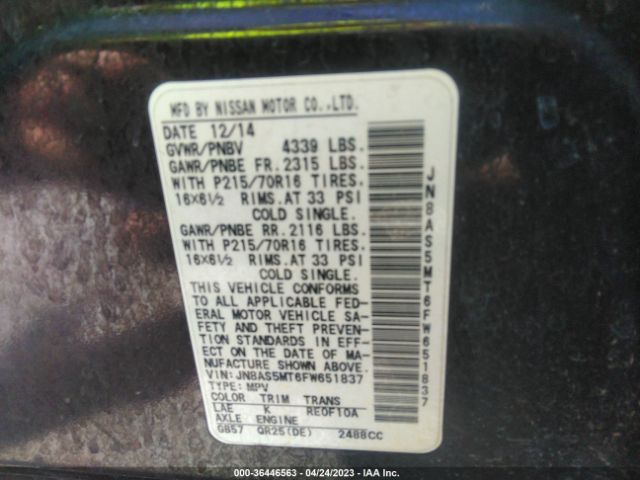 MFD BY NISSAN MOTOR CO.,LTD.
DATE 12/14
GVWR/PNBV 4339 LBS.
GAWR/PNBE FR. 2315 LBS.
WITH P215/70R16 TIRES.
16X6½ RIMS.AT 33 PSI
COLD SINGLE.
GAWR/PNBE RR. 2116 LBS.
WITH P215/70R16 TIRES.
16X6½ RIMS.AT 33 PSI
COLD SINGLE.
THIS VEHICLE CONFORMS
TO ALL APPLICABLE FED-
ERAL MOTOR VEHICLE SA-
FETY AND THEFT PREVEN-
TION STANDARDS IN EFF-
ECT ON THE DATE OF MA-
NUFACTURE SHOWN ABOVE.
VIN: JN8AS5MT6FW651837
TYPE: MPV
COLOR TRIM TRANS
LAE K RE0F10A
AXLE ENGINE
GB57 QR25(DE) 2488CC
JN8AS5MT6FW651837
000-36446563 - 04/24/2023 - IAA Inc.